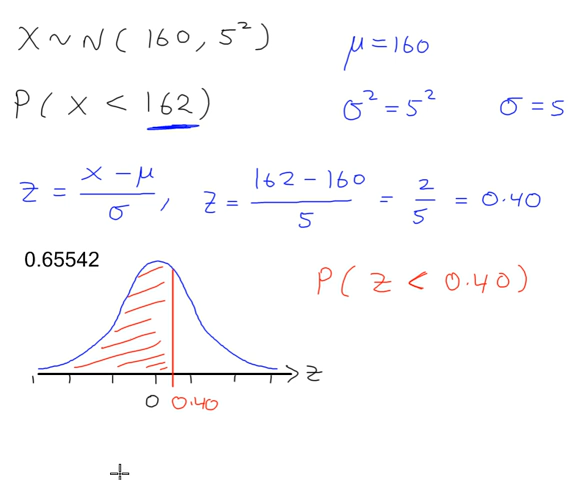 X ~ N ( 160 , 5² )
μ = 160
P ( X < 162 )
σ² = 5²
σ = 5
Z = (x - μ)/σ , Z = (162 - 160)/5 = 2/5 = 0.40
0.65542
P ( Z < 0.40 )
Z
0 0.40